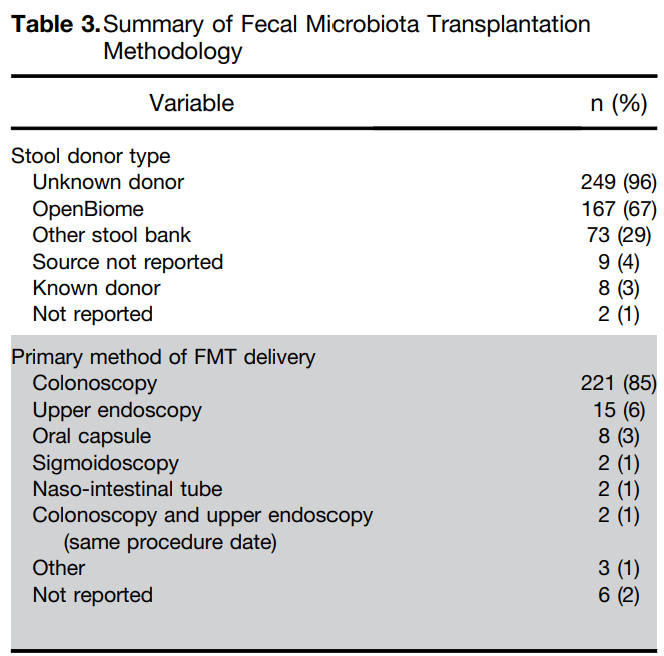 Table 3. Summary of Fecal Microbiota Transplantation
Methodology
Variable n (%)
Stool donor type
Unknown donor 249 (96)
OpenBiome 167 (67)
Other stool bank 73 (29)
Source not reported 9 (4)
Known donor 8 (3)
Not reported 2 (1)
Primary method of FMT delivery
Colonoscopy 221 (85)
Upper endoscopy 15 (6)
Oral capsule 8 (3)
Sigmoidoscopy 2 (1)
Naso-intestinal tube 2 (1)
Colonoscopy and upper endoscopy 2 (1)
(same procedure date)
Other 3 (1)
Not reported 6 (2)